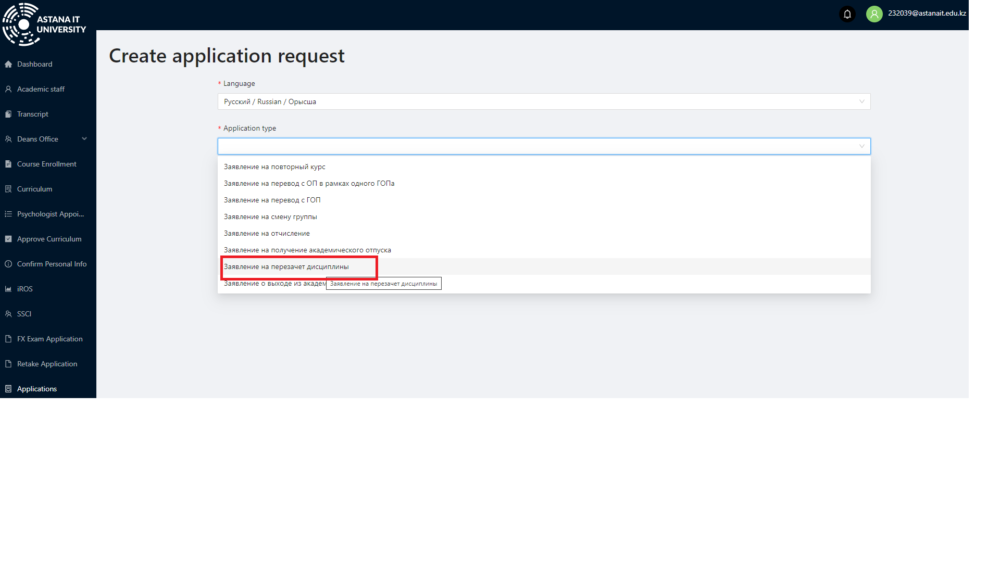 ASTANA IT
UNIVERSITY
232039@astanait.edu.kz
Dashboard
Academic staff
Transcript
Deans Office
Course Enrollment
Curriculum
Psychologist Appoi...
Approve Curriculum
Confirm Personal Info
iROS
SSCI
FX Exam Application
Retake Application
Applications
Create application request
* Language
Русский / Russian / Орысша
* Application type
Заявление на повторный курс
Заявление на перевод с ОП в рамках одного ГОПа
Заявление на перевод с ГОП
Заявление на смену группы
Заявление на отчисление
Заявление на получение академического отпуска
Заявление на перезачет дисциплины
Заявление о выходе из академ
Заявление на перезачет дисциплины